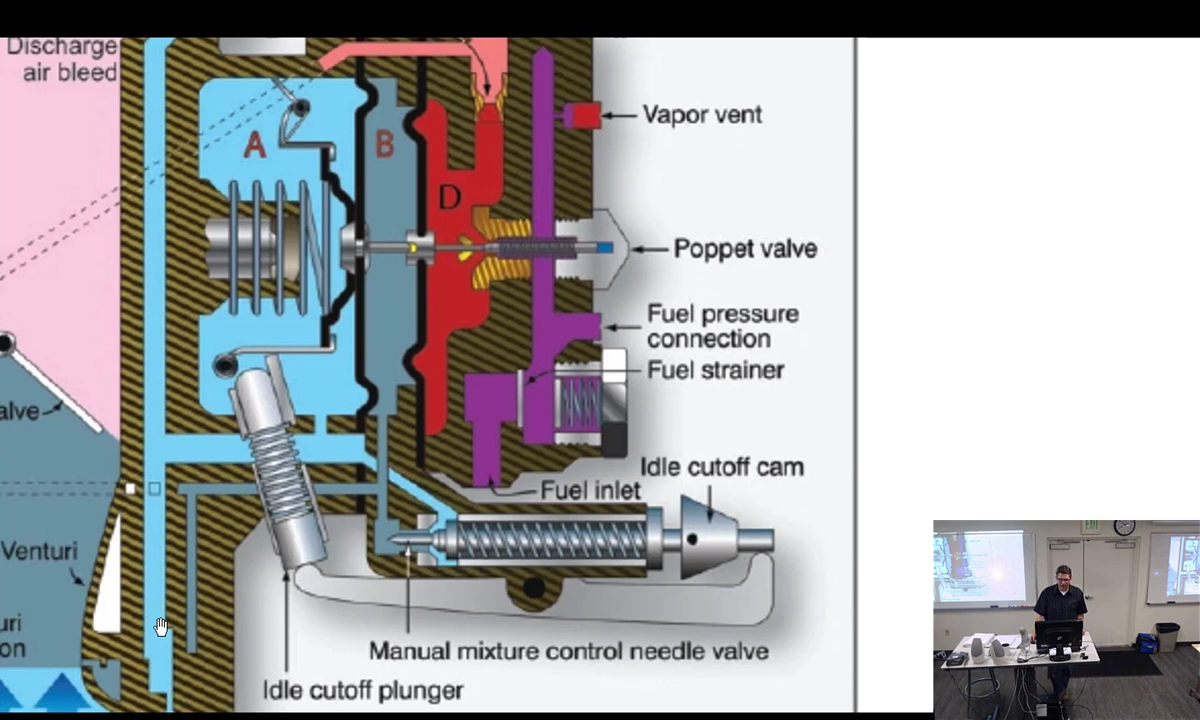 Discharge
air bleed
Vapor vent
A
B
D
Poppet valve
Fuel pressure
connection
Fuel strainer
alve
Idle cutoff cam
Fuel inlet
Venturi
uri
on
Manual mixture control needle valve
Idle cutoff plunger